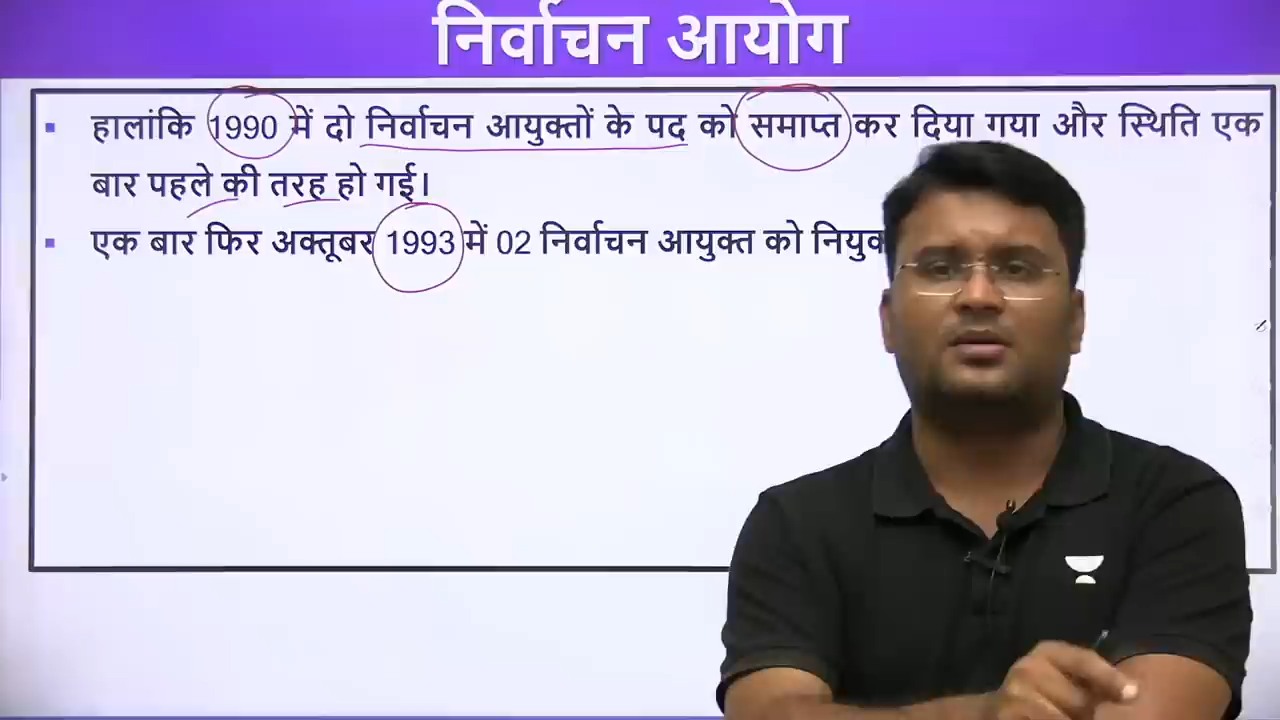 निर्वाचन आयोग
हालांकि 1990 में दो निर्वाचन आयुक्तों के पद को समाप्त कर दिया गया और स्थिति एक
बार पहले की तरह हो गई।
एक बार फिर अक्तूबर 1993 में 02 निर्वाचन आयुक्त को